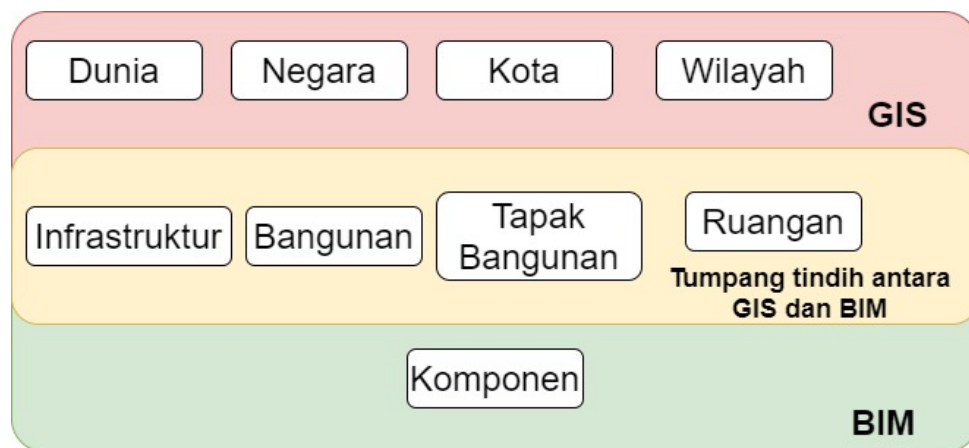 Dunia
Negara
Kota
Wilayah
GIS
Infrastruktur
Bangunan
Tapak
Bangunan
Ruangan
Tumpang tindih antara
GIS dan BIM
Komponen
BIM